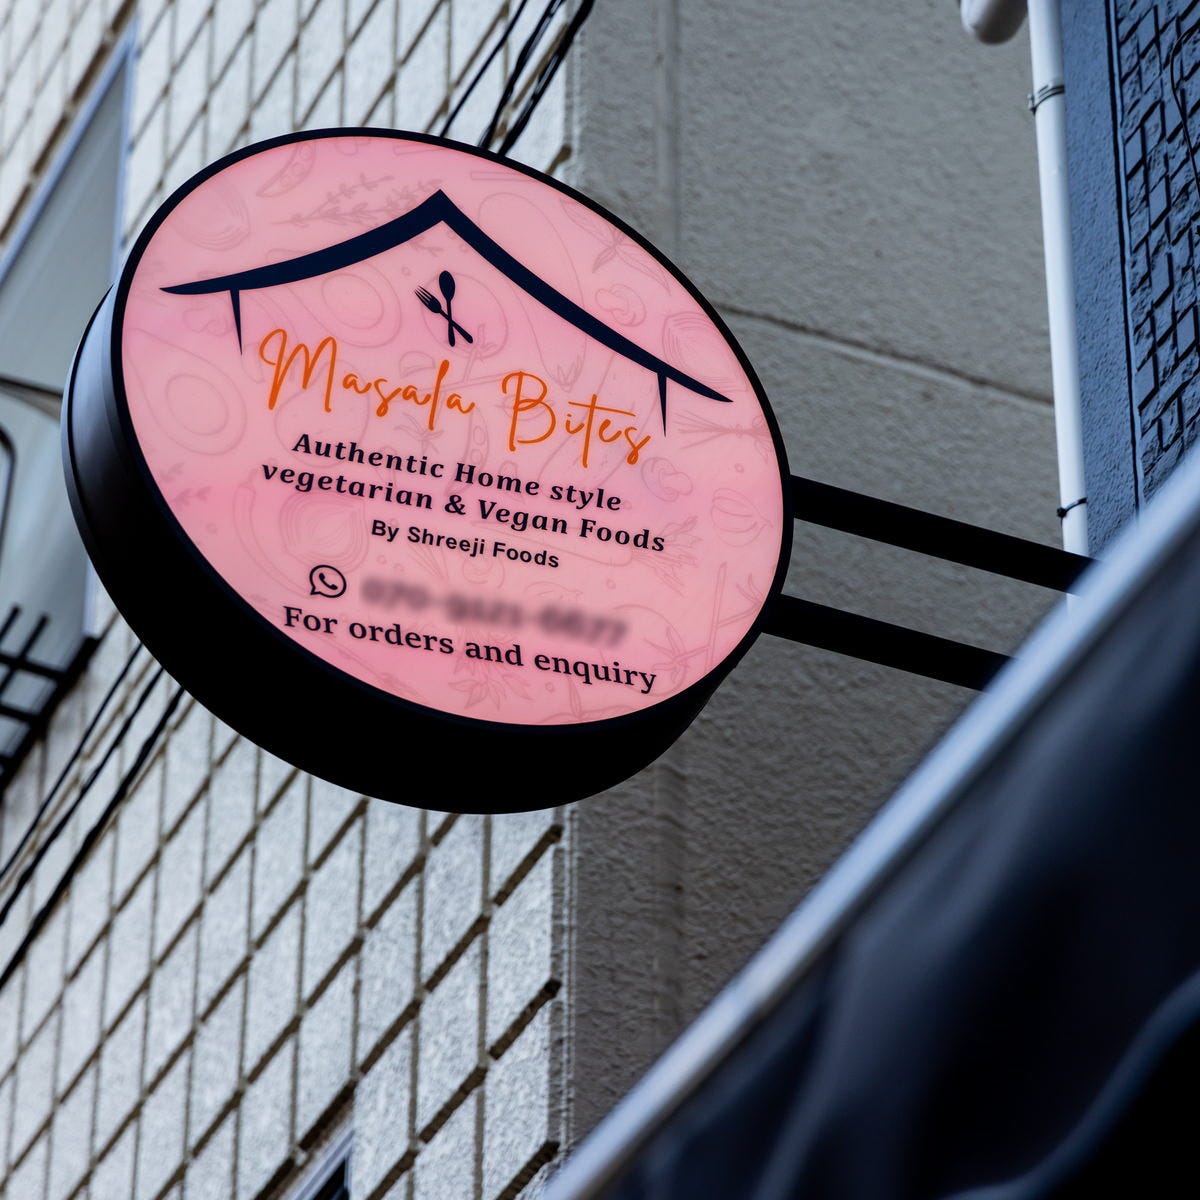 Masala Bites
Authentic Home style
vegetarian & Vegan Foods
By Shreeji Foods
For orders and enquiry